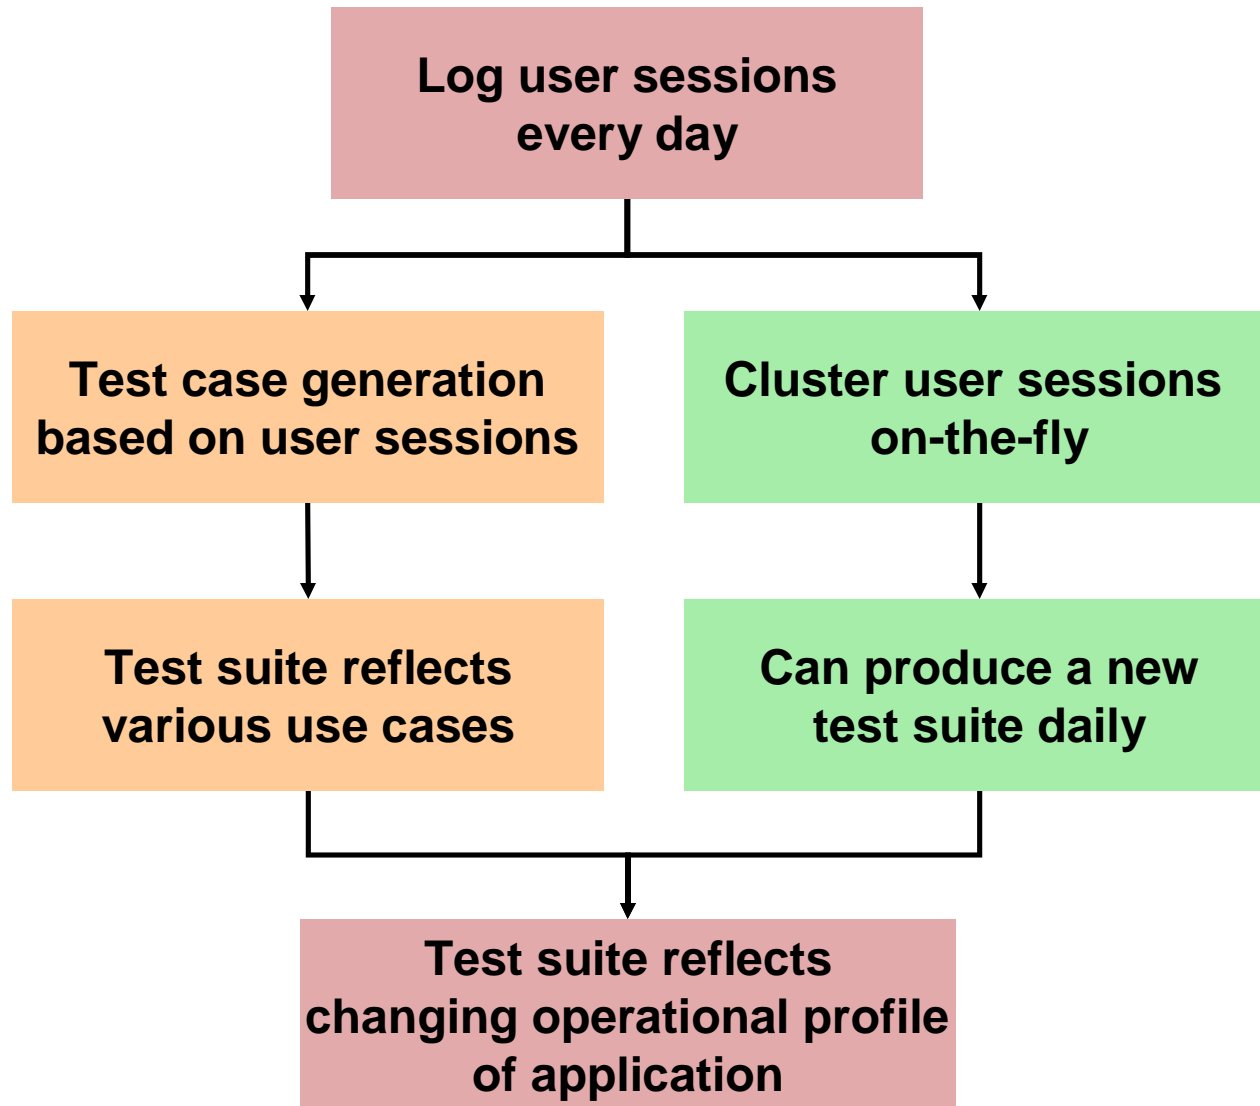 Log user sessions
every day
Test case generation
based on user sessions
Cluster user sessions
on-the-fly
Test suite reflects
various use cases
Can produce a new
test suite daily
Test suite reflects
changing operational profile
of application